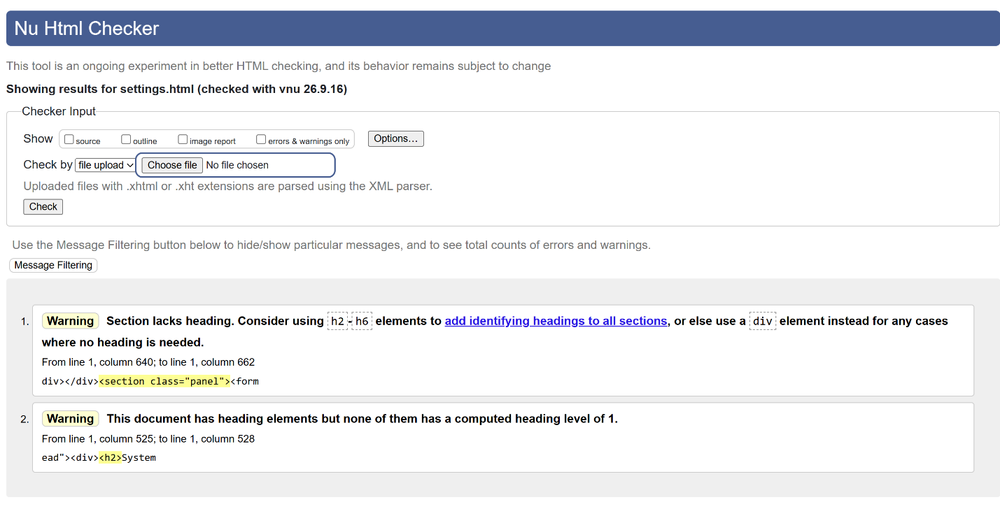 Nu Html Checker
This tool is an ongoing experiment in better HTML checking, and its behavior remains subject to change
Showing results for settings.html (checked with vnu 26.9.16)
Checker Input
Show source outline image report errors & warnings only Options...
Check by file upload Choose file No file chosen
Uploaded files with .xhtml or .xht extensions are parsed using the XML parser.
Check
Use the Message Filtering button below to hide/show particular messages, and to see total counts of errors and warnings.
Message Filtering
1. Warning Section lacks heading. Consider using h2-h6 elements to add identifying headings to all sections, or else use a div element instead for any cases
where no heading is needed.
From line 1, column 640; to line 1, column 662
div></div><section class="panel"><form
2. Warning This document has heading elements but none of them has a computed heading level of 1.
From line 1, column 525; to line 1, column 528
ead"><div><h2>System